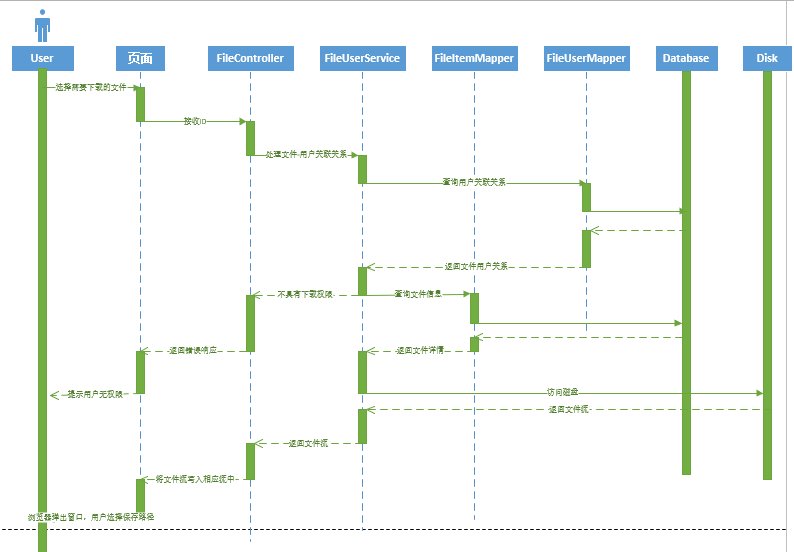 User 页面 FileController FileUserService FileItemMapper FileUserMapper Database Disk
选择需要下载的文件
接收ID
处理文件-用户关联关系
查询用户关联关系
返回文件用户关系
不具有下载权限
查询文件信息
返回错误响应
返回文件详情
提示用户无权限
访问磁盘
返回文件流
返回文件流
将文件流写入相应流中
浏览器弹出窗口，用户选择保存路径